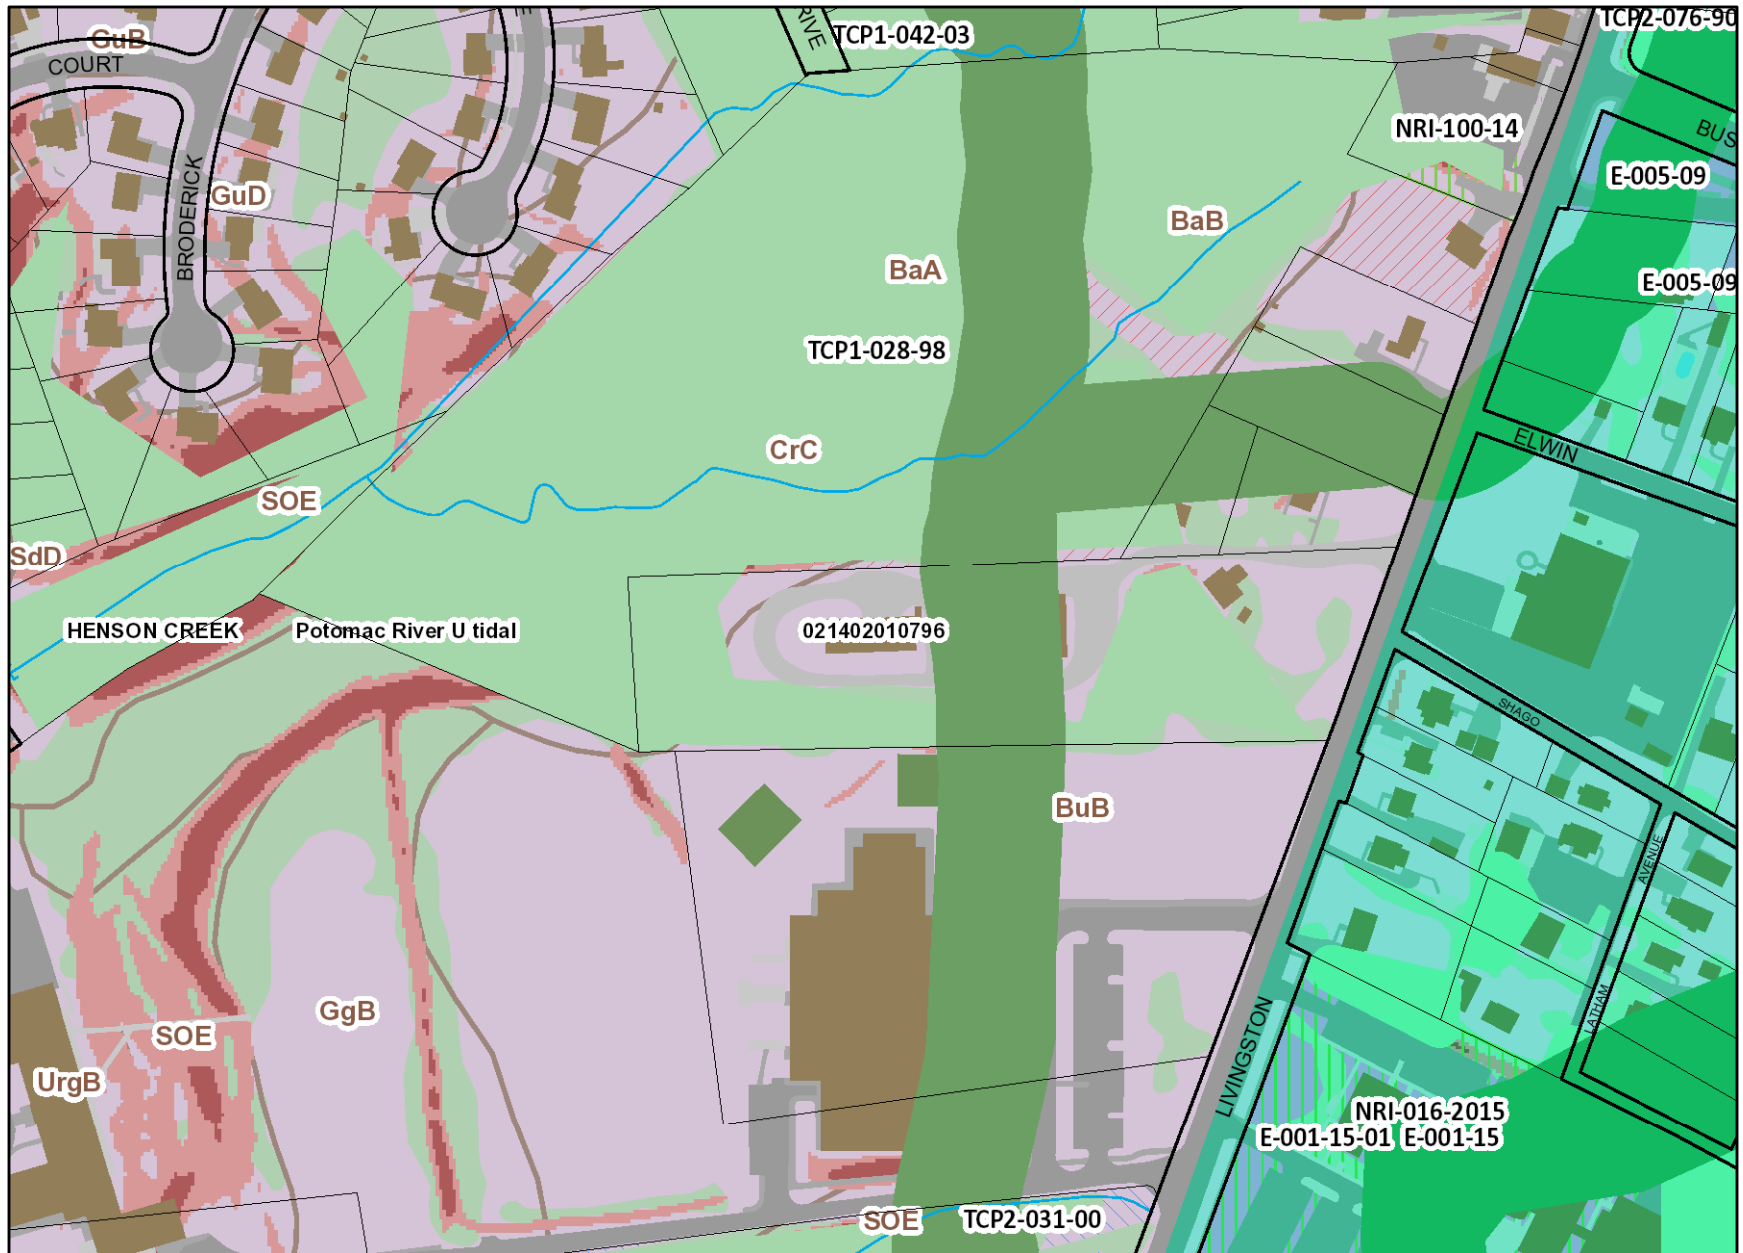 TCP2-076-90
GuB
COURT
RIVE
TCP1-042-03
NRI-100-14
BUS
E-005-09
BRODERICK
GuD
BaB
BaA
E-005-09
TCP1-028-98
CrC
ELWIN
SOE
SdD
HENSON CREEK
Potomac River U tidal
021402010796
SHAGO
BuB
AVENUE
GgB
SOE
LATHAM
LIVINGSTON
UrgB
NRI-016-2015
E-001-15-01 E-001-15
SOE
TCP2-031-00